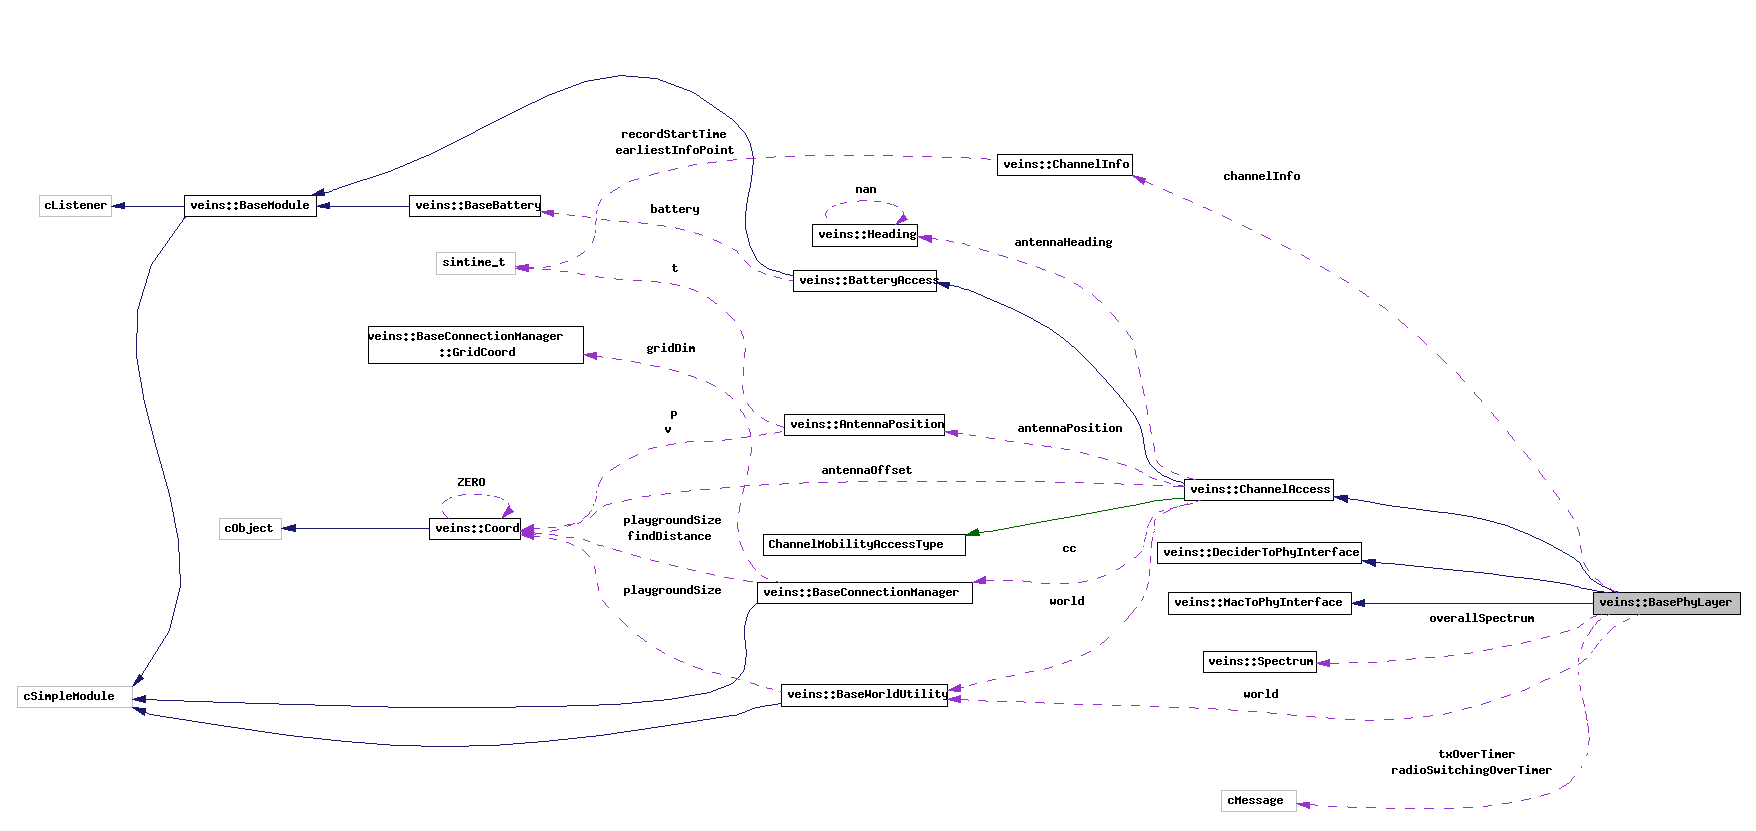 recordStartTime
earliestInfoPoint
veins::ChannelInfo
channelInfo
nan
cListener
veins::BaseModule
veins::BaseBattery
battery
veins::Heading
antennaHeading
simtime_t
t
veins::BatteryAccess
veins::BaseConnectionManager
::GridCoord
gridDim
p
v
veins::AntennaPosition
antennaPosition
antennaOffset
ZERO
veins::ChannelAccess
cObject
veins::Coord
playgroundSize
findDistance
ChannelMobilityAccessType
cc
veins::DeciderToPhyInterface
playgroundSize
veins::BaseConnectionManager
world
veins::MacToPhyInterface
veins::BasePhyLayer
overallSpectrum
veins::Spectrum
cSimpleModule
veins::BaseWorldUtility
world
txOverTimer
radioSwitchingOverTimer
cMessage